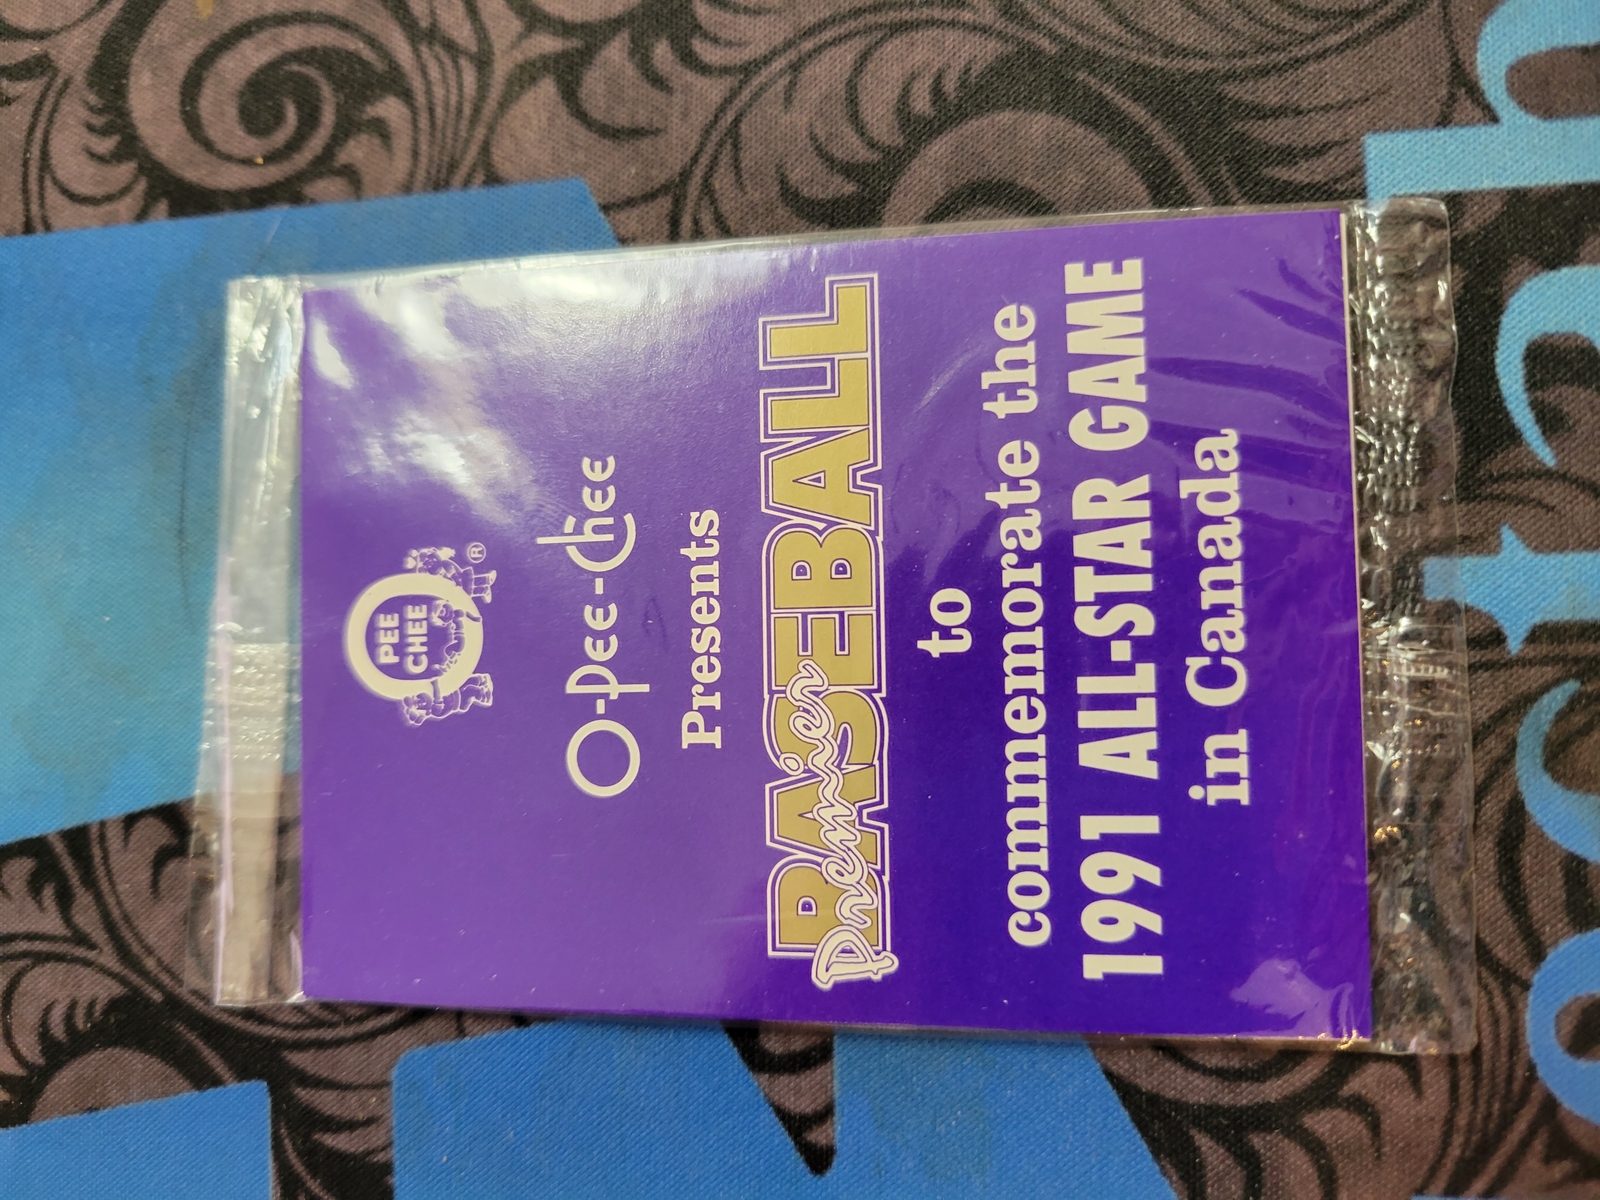 PEE
CHEE
®
O-Pee-Chee
Presents
Premier
BASEBALL
to
commemorate the
1991 ALL-STAR GAME
in Canada